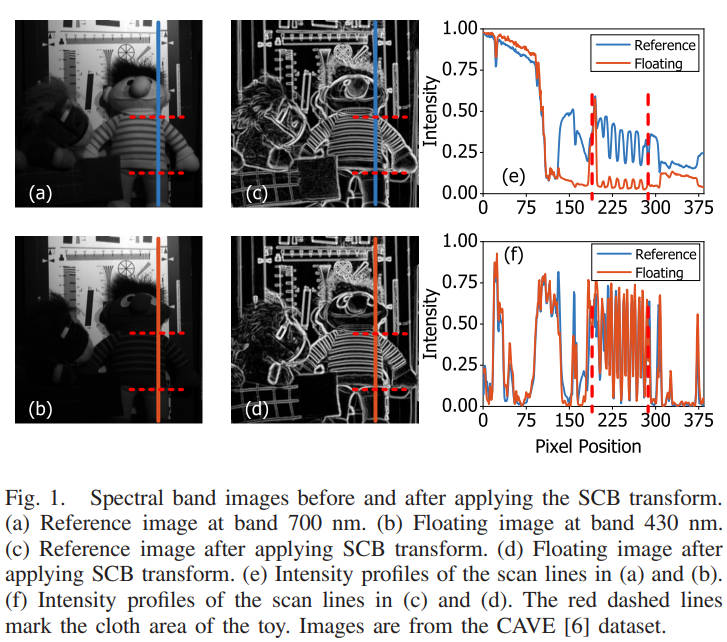 (a)
(c)
(b)
(d)
Intensity
1.00
0.75
0.50
0.25
0.00
Reference
Floating
(e)
0 75 150 225 300 375
Intensity
1.00
0.75
0.50
0.25
0.00
(f)
Reference
Floating
0 75 150 225 300 375
Pixel Position
Fig. 1. Spectral band images before and after applying the SCB transform.
(a) Reference image at band 700 nm. (b) Floating image at band 430 nm.
(c) Reference image after applying SCB transform. (d) Floating image after
applying SCB transform. (e) Intensity profiles of the scan lines in (a) and (b).
(f) Intensity profiles of the scan lines in (c) and (d). The red dashed lines
mark the cloth area of the toy. Images are from the CAVE [6] dataset.